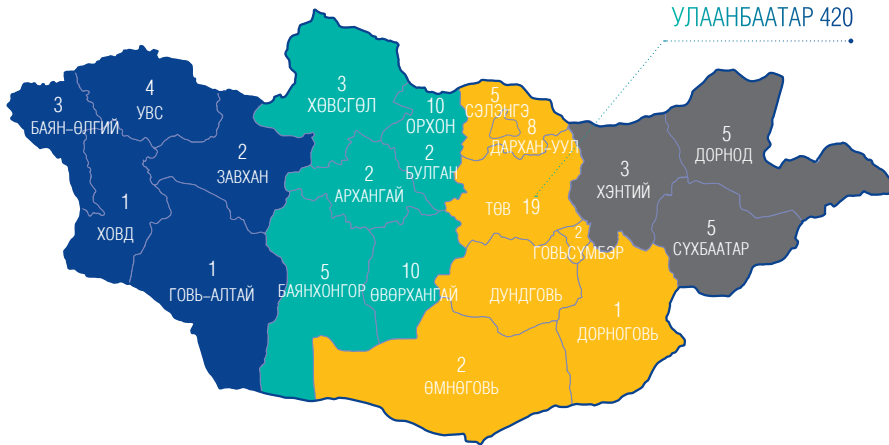 УЛААНБААТАР 420
3
БАЯН-ӨЛГИЙ
4
УВС
2
ЗАВХАН
1
ХОВД
1
ГОВЬ-АЛТАЙ
3
ХӨВСГӨЛ
10
ОРХОН
2
БУЛГАН
2
АРХАНГАЙ
5
БАЯНХОНГОР
10
ӨВӨРХАНГАЙ
5
СЭЛЭНГЭ
8
ДАРХАН-УУЛ
ТӨВ 19
2
ГОВЬСҮМБЭР
ДУНДГОВЬ
1
ДОРНОГОВЬ
2
ӨМНӨГОВЬ
3
ХЭНТИЙ
5
ДОРНОД
5
СҮХБААТАР